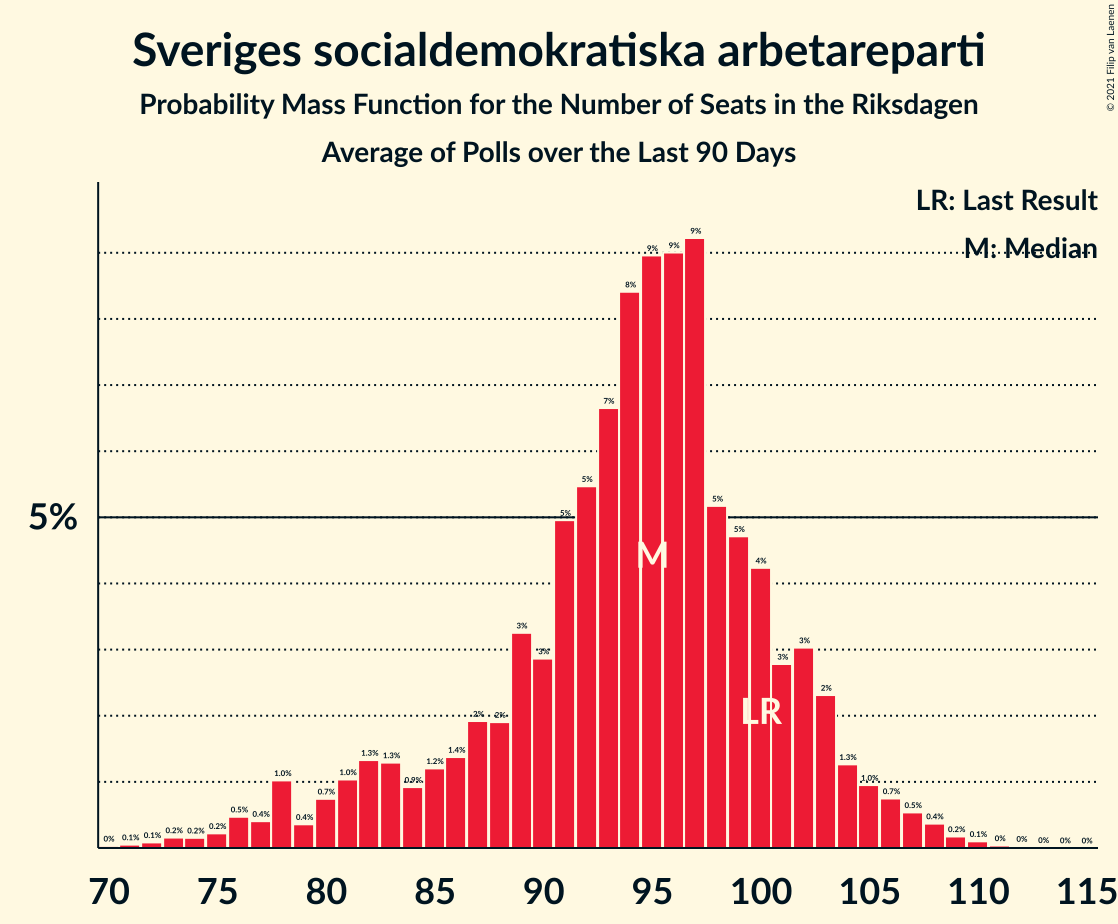 Sveriges socialdemokratiska arbetareparti
Probability Mass Function for the Number of Seats in the Riksdagen
Average of Polls over the Last 90 Days
© 2021 Filip van Laenen
LR: Last Result
M: Median
5%
0% 0.1% 0.1% 0.2% 0.2% 0.2% 0.5% 0.4% 1.0% 0.4% 0.7% 1.0% 1.3% 1.3% 0.9% 1.2% 1.4% 2% 2% 3% 3% 5% 5% 7% 8% 9% 9% 9% 5% 5% 4% 3% 3% 2% 1.3% 1.0% 0.7% 0.5% 0.4% 0.2% 0.1% 0% 0% 0% 0% 0%
M
LR
70 75 80 85 90 95 100 105 110 115